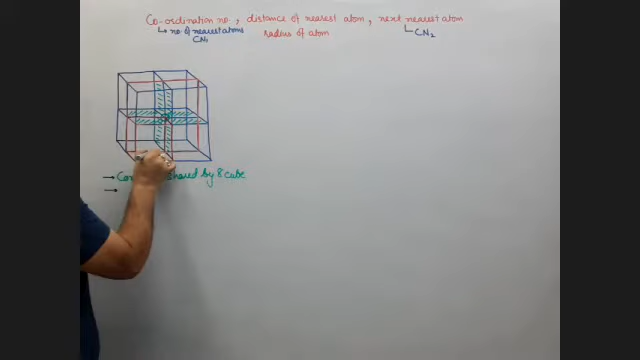 Co-ordination no, distance of nearest atom, next nearest atom
no of nearest atoms
radius of atom
CN2
CN1
→ shared by 8 cube
→